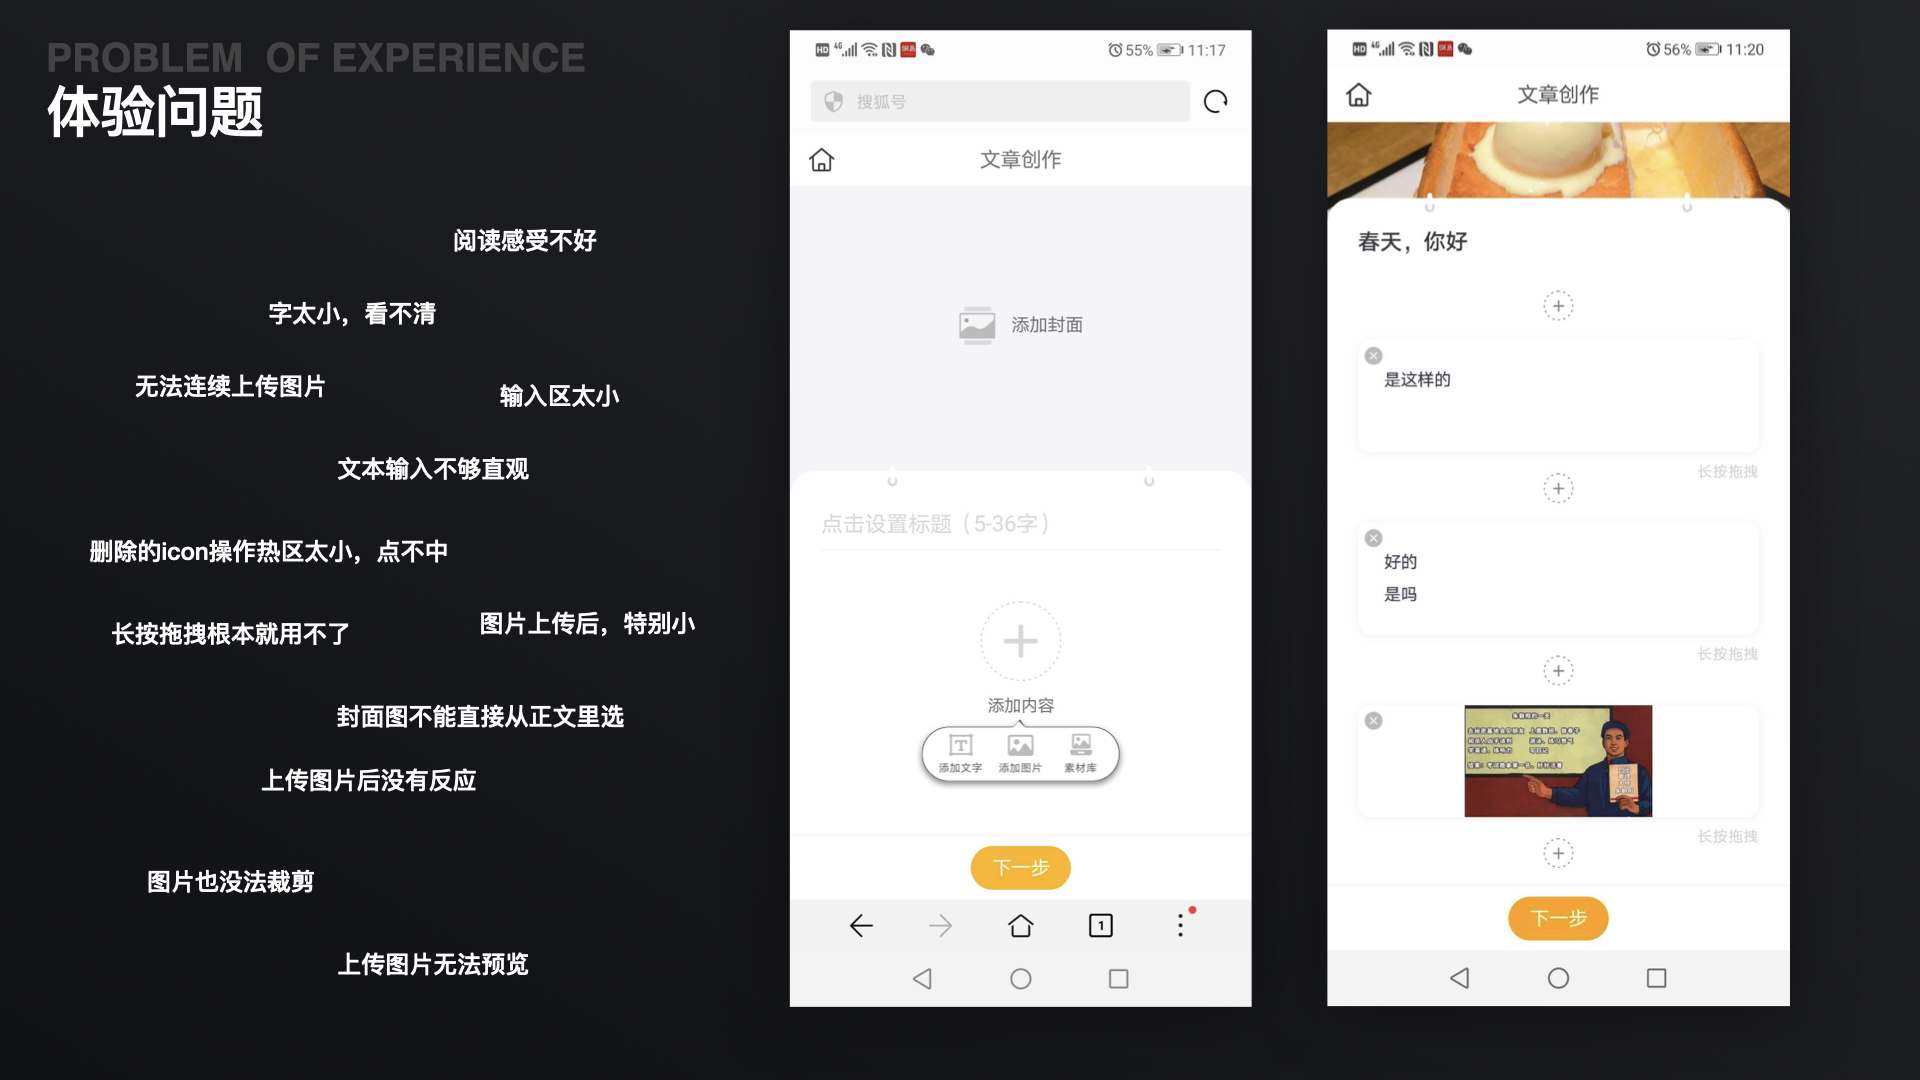 PROBLEM OF EXPERIENCE
体验问题
阅读感受不好
字太小，看不清
无法连续上传图片
输入区太小
文本输入不够直观
删除的icon操作热区太小，点不中
长按拖拽根本就用不了
图片上传后，特别小
封面图不能直接从正文里选
上传图片后没有反应
图片也没法裁剪
上传图片无法预览
HD 4G 55% 11:17
搜狐号
文章创作
添加封面
点击设置标题（5-36字）
添加内容
添加文字 添加图片 素材库
下一步
1
HD 4G 56% 11:20
文章创作
春天，你好
是这样的
长按拖拽
好的
是吗
长按拖拽
长按拖拽
下一步